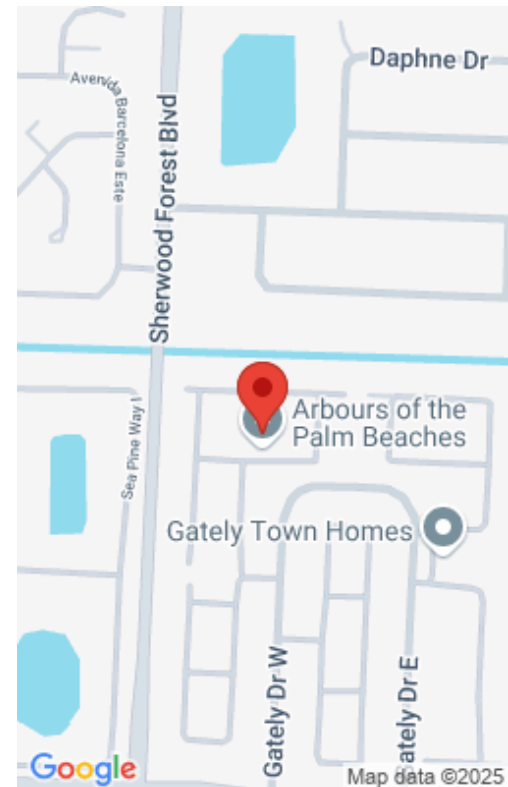 Daphne Dr
Avenida Barcelona Este
Sherwood Forest Blvd
Arbours of the
Palm Beaches
Sea Pine Way I
Gately Town Homes
Gately Dr W
Gately Dr E
Google
Map data ©2025